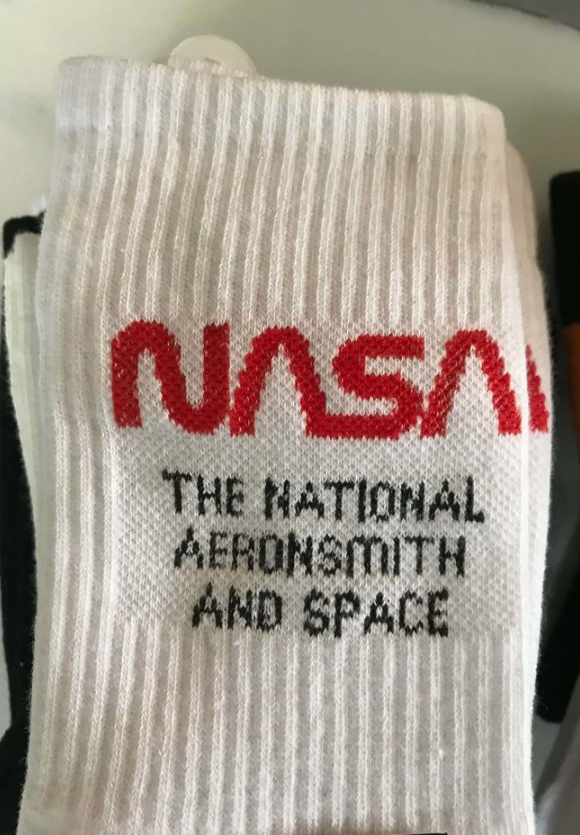 NASA
THE NATIONAL
AERONSMITH
AND SPACE